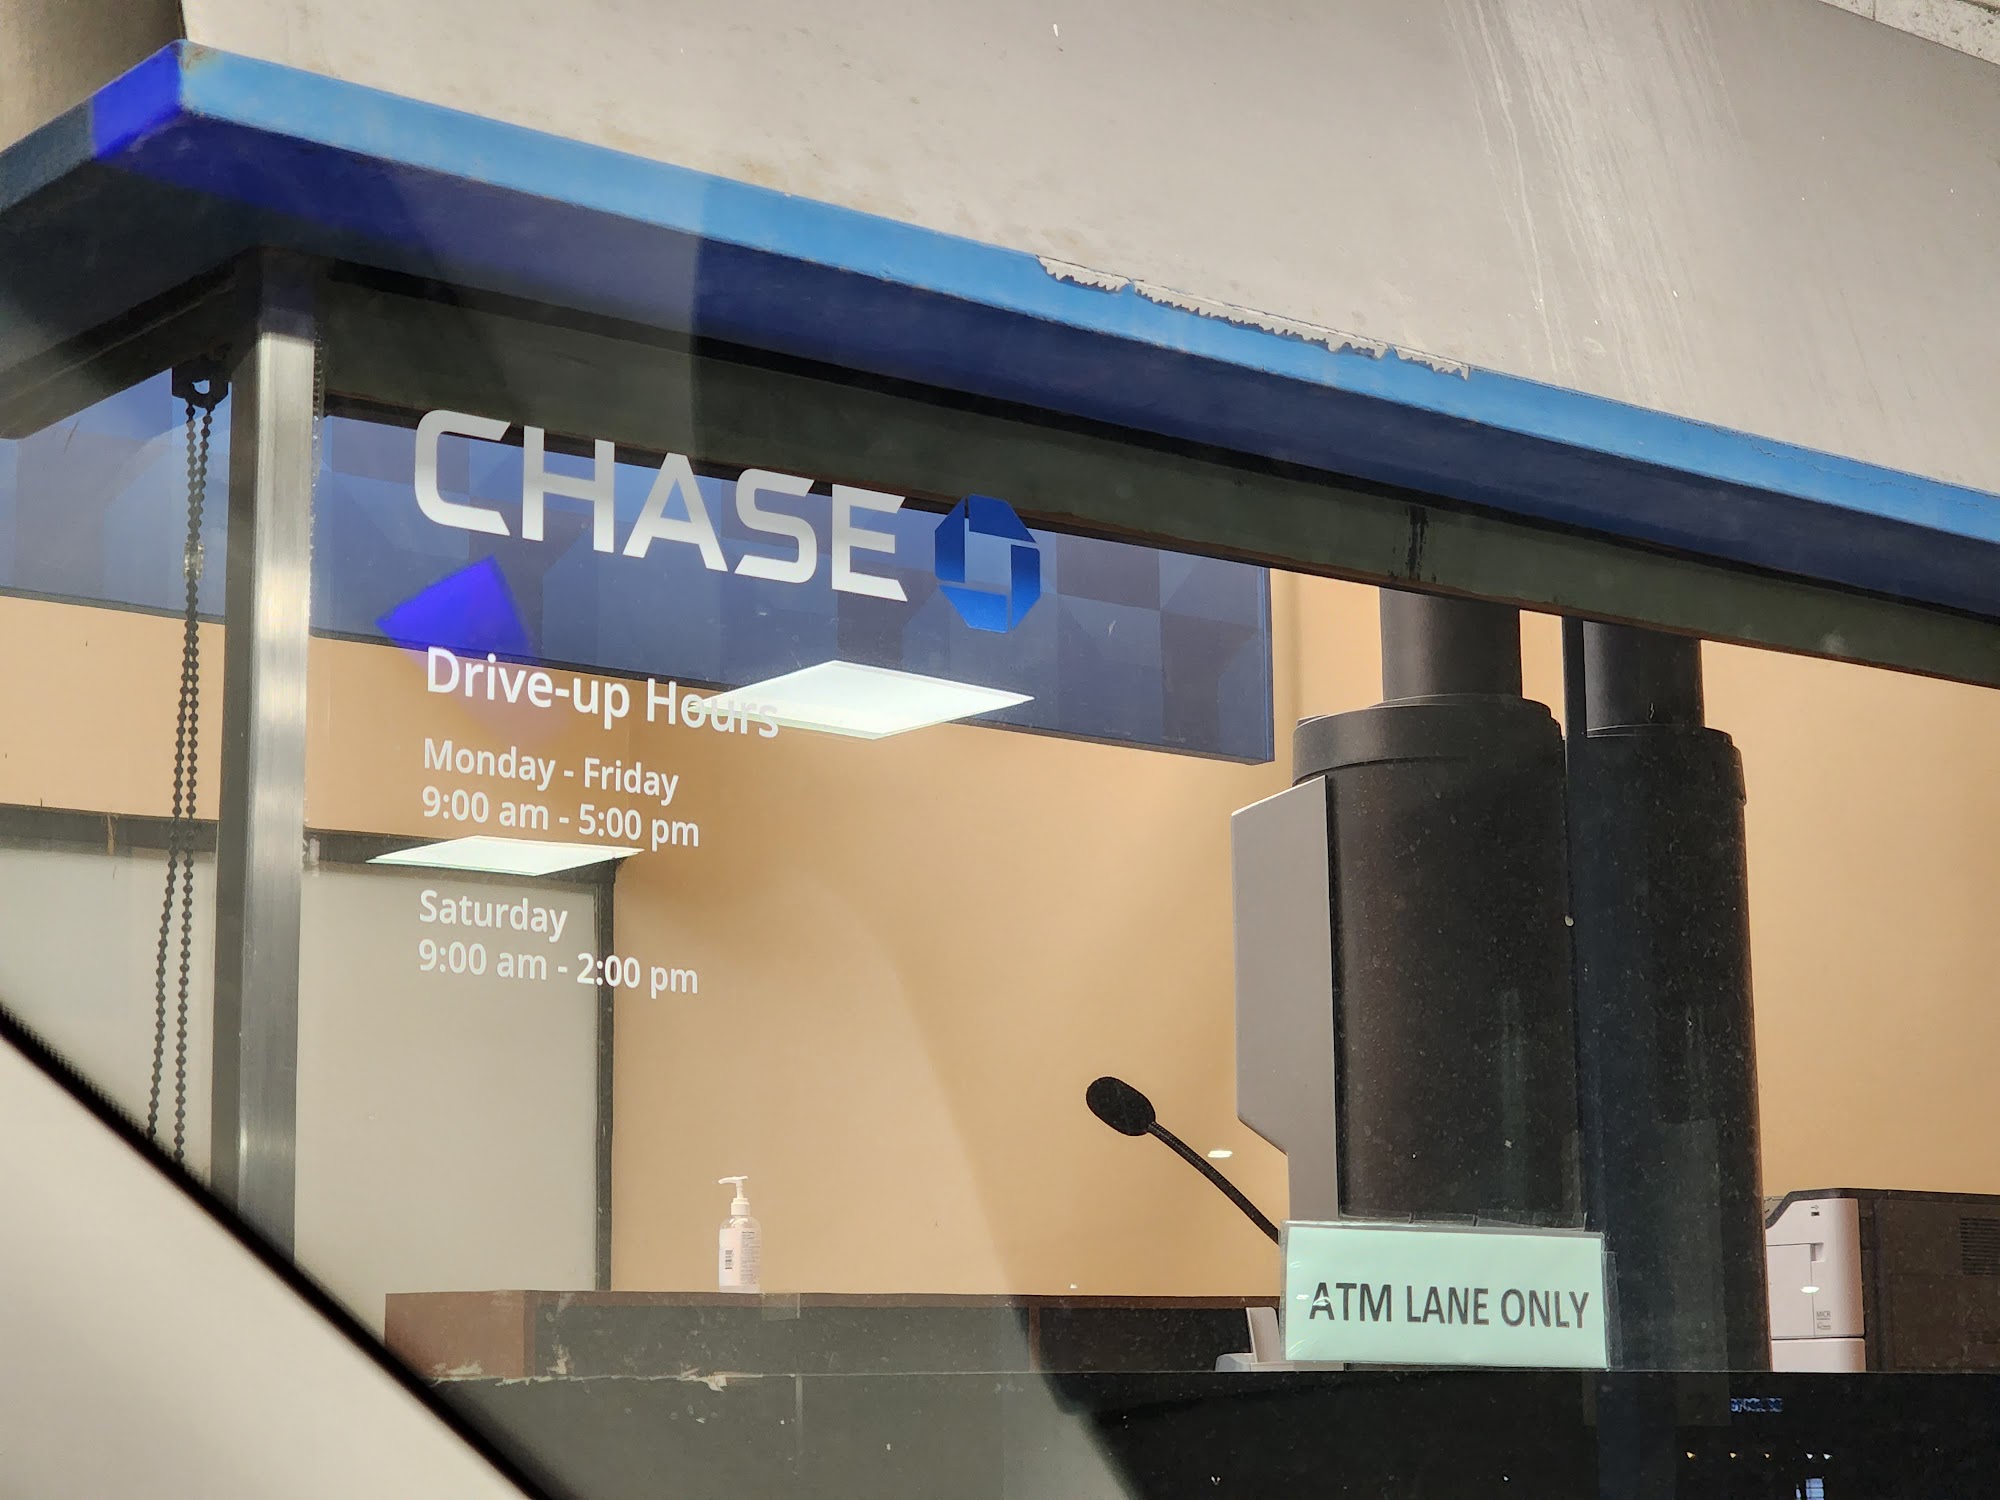 CHASE
Drive-up Hours
Monday - Friday
9:00 am - 5:00 pm
Saturday
9:00 am - 2:00 pm
ATM LANE ONLY
MICR